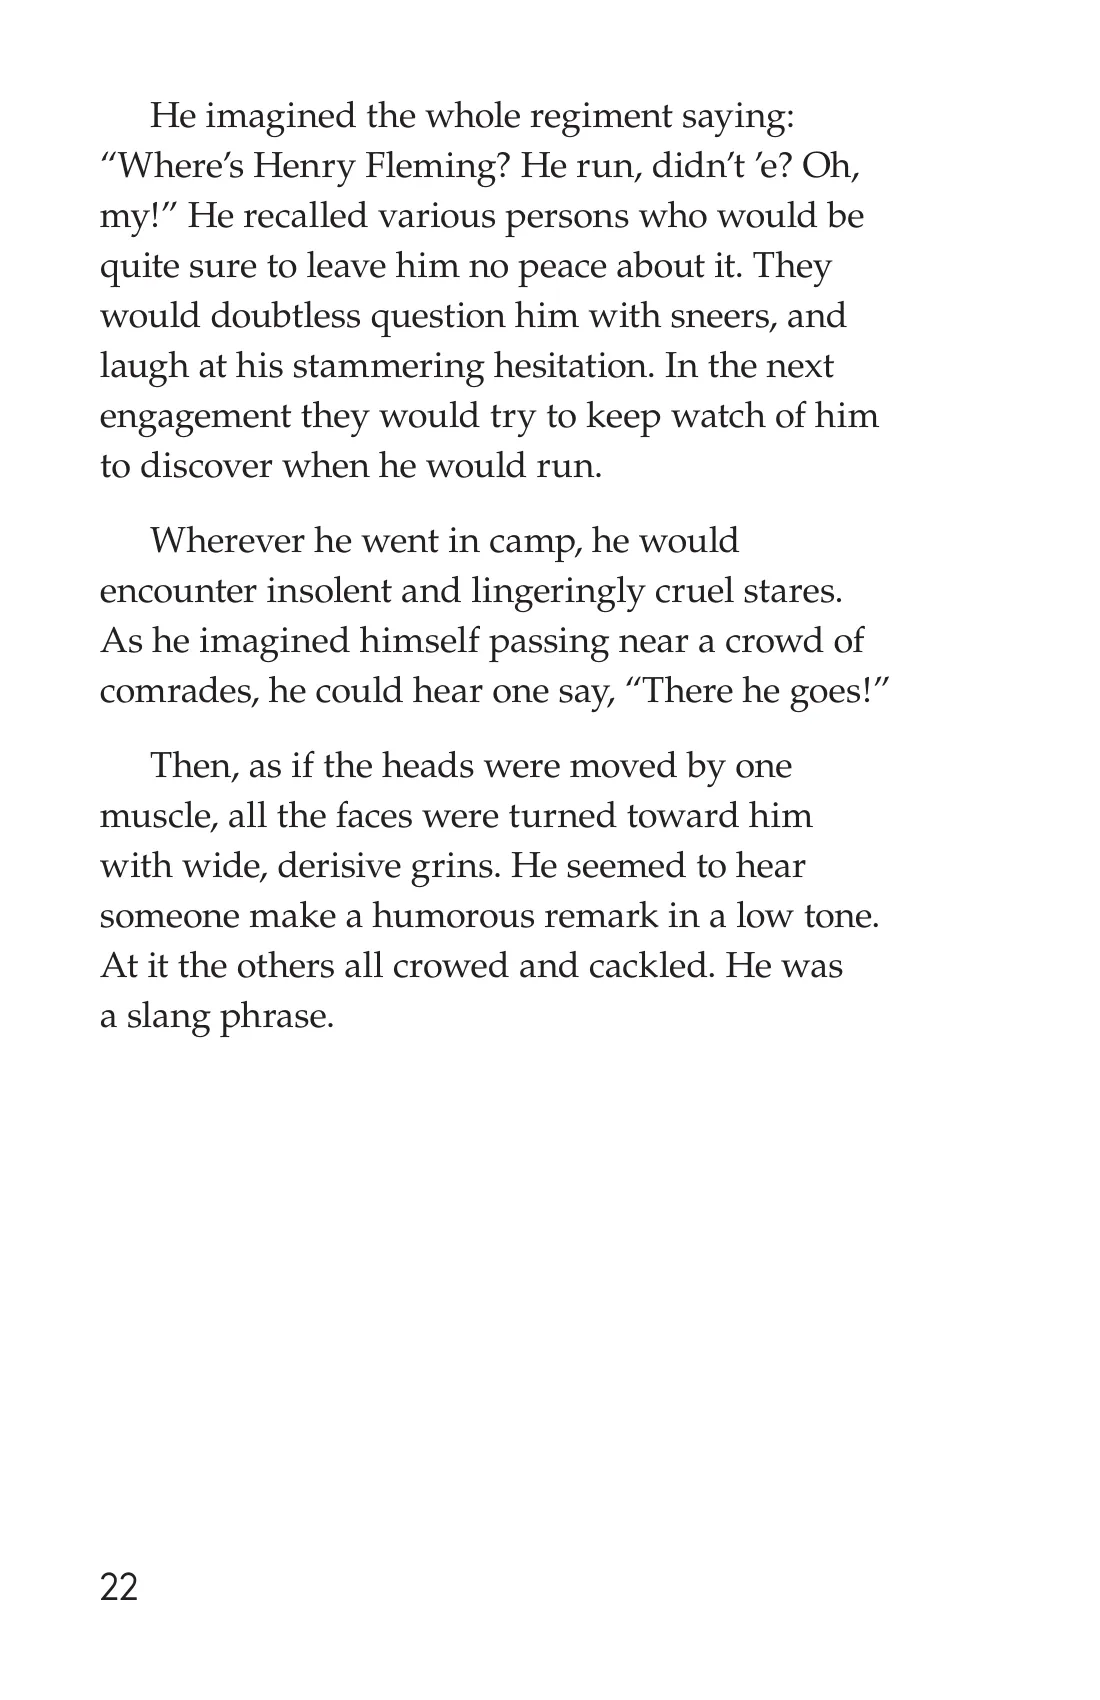 He imagined the whole regiment saying:
“Where’s Henry Fleming? He run, didn’t ’e? Oh,
my!” He recalled various persons who would be
quite sure to leave him no peace about it. They
would doubtless question him with sneers, and
laugh at his stammering hesitation. In the next
engagement they would try to keep watch of him
to discover when he would run.
Wherever he went in camp, he would
encounter insolent and lingeringly cruel stares.
As he imagined himself passing near a crowd of
comrades, he could hear one say, “There he goes!”
Then, as if the heads were moved by one
muscle, all the faces were turned toward him
with wide, derisive grins. He seemed to hear
someone make a humorous remark in a low tone.
At it the others all crowed and cackled. He was
a slang phrase.
22